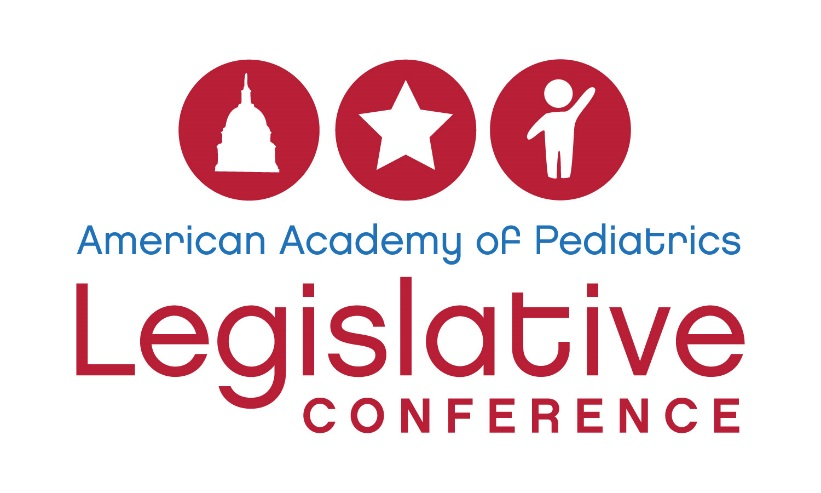 American Academy of Pediatrics
Legislative
CONFERENCE